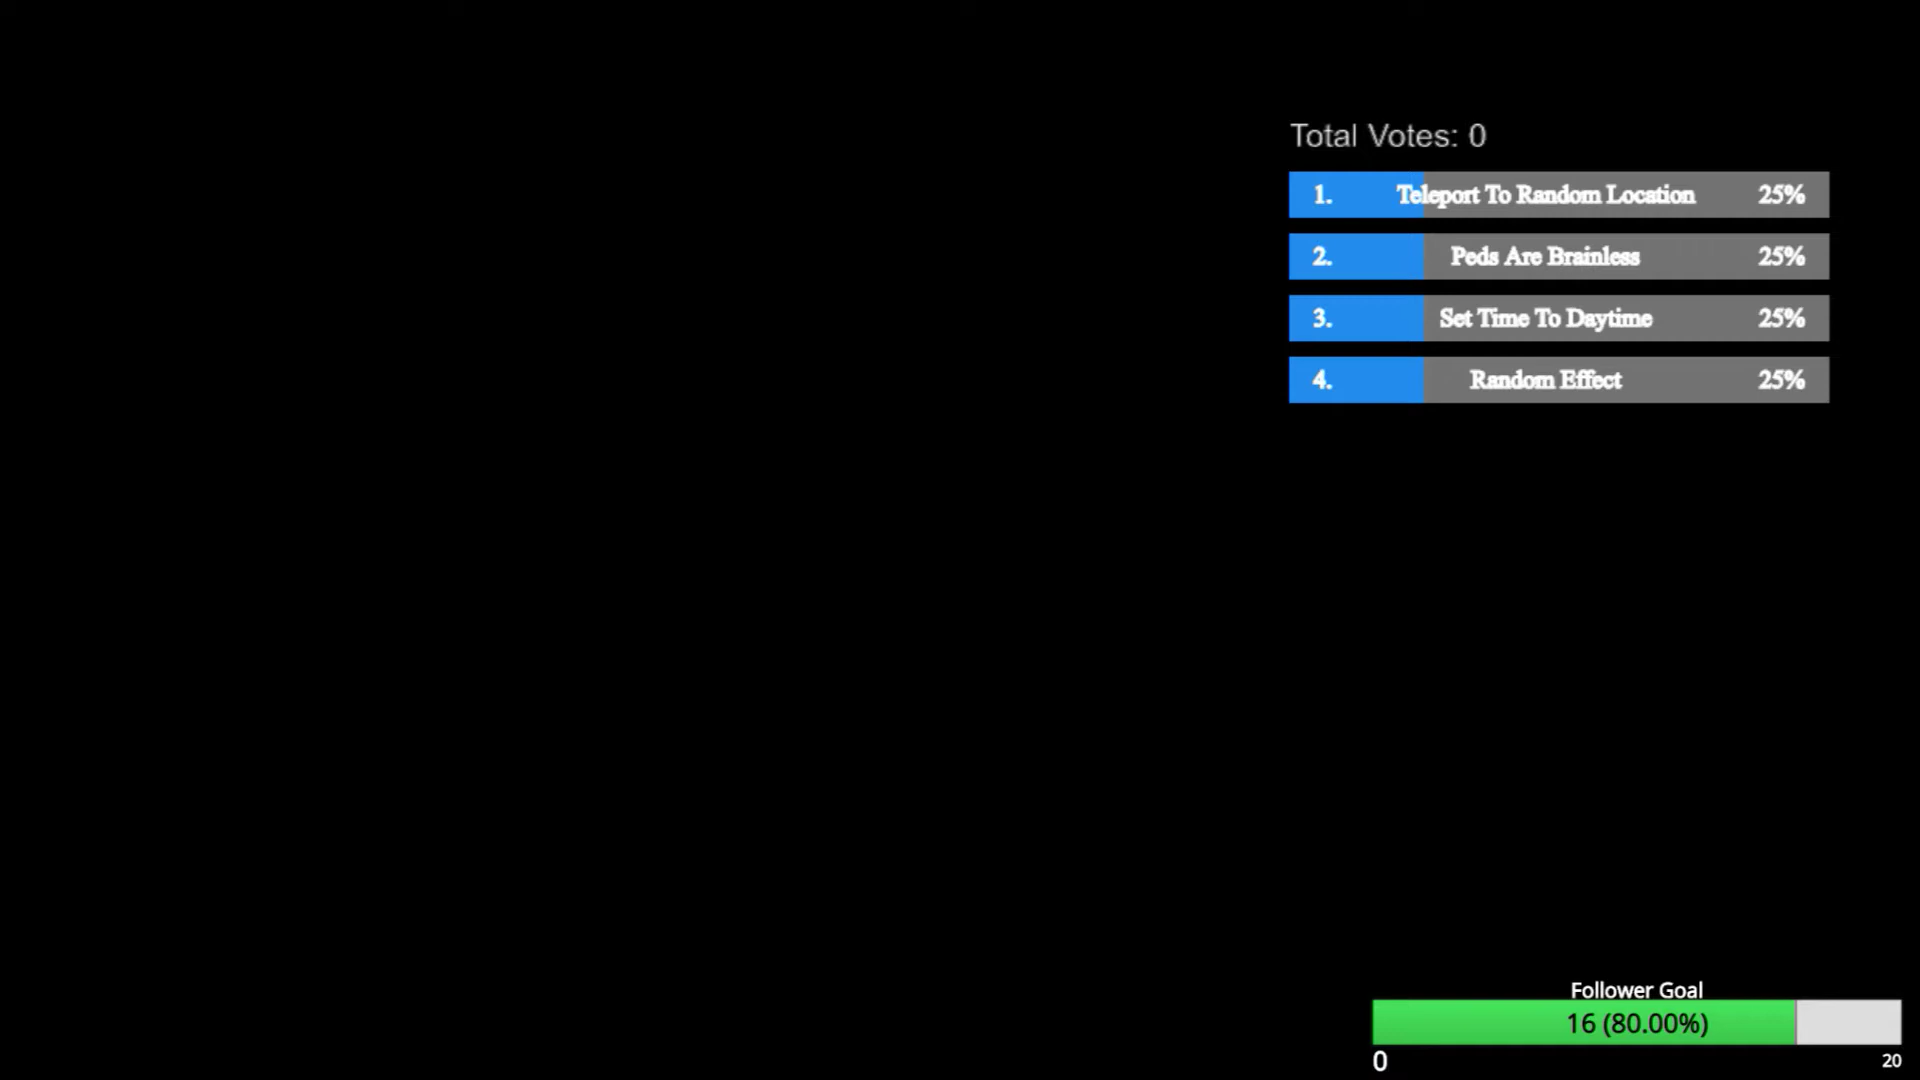 Total Votes: 0
1. Teleport To Random Location 25%
2. Peds Are Brainless 25%
3. Set Time To Daytime 25%
4. Random Effect 25%
Follower Goal
16 (80.00%)
0 20